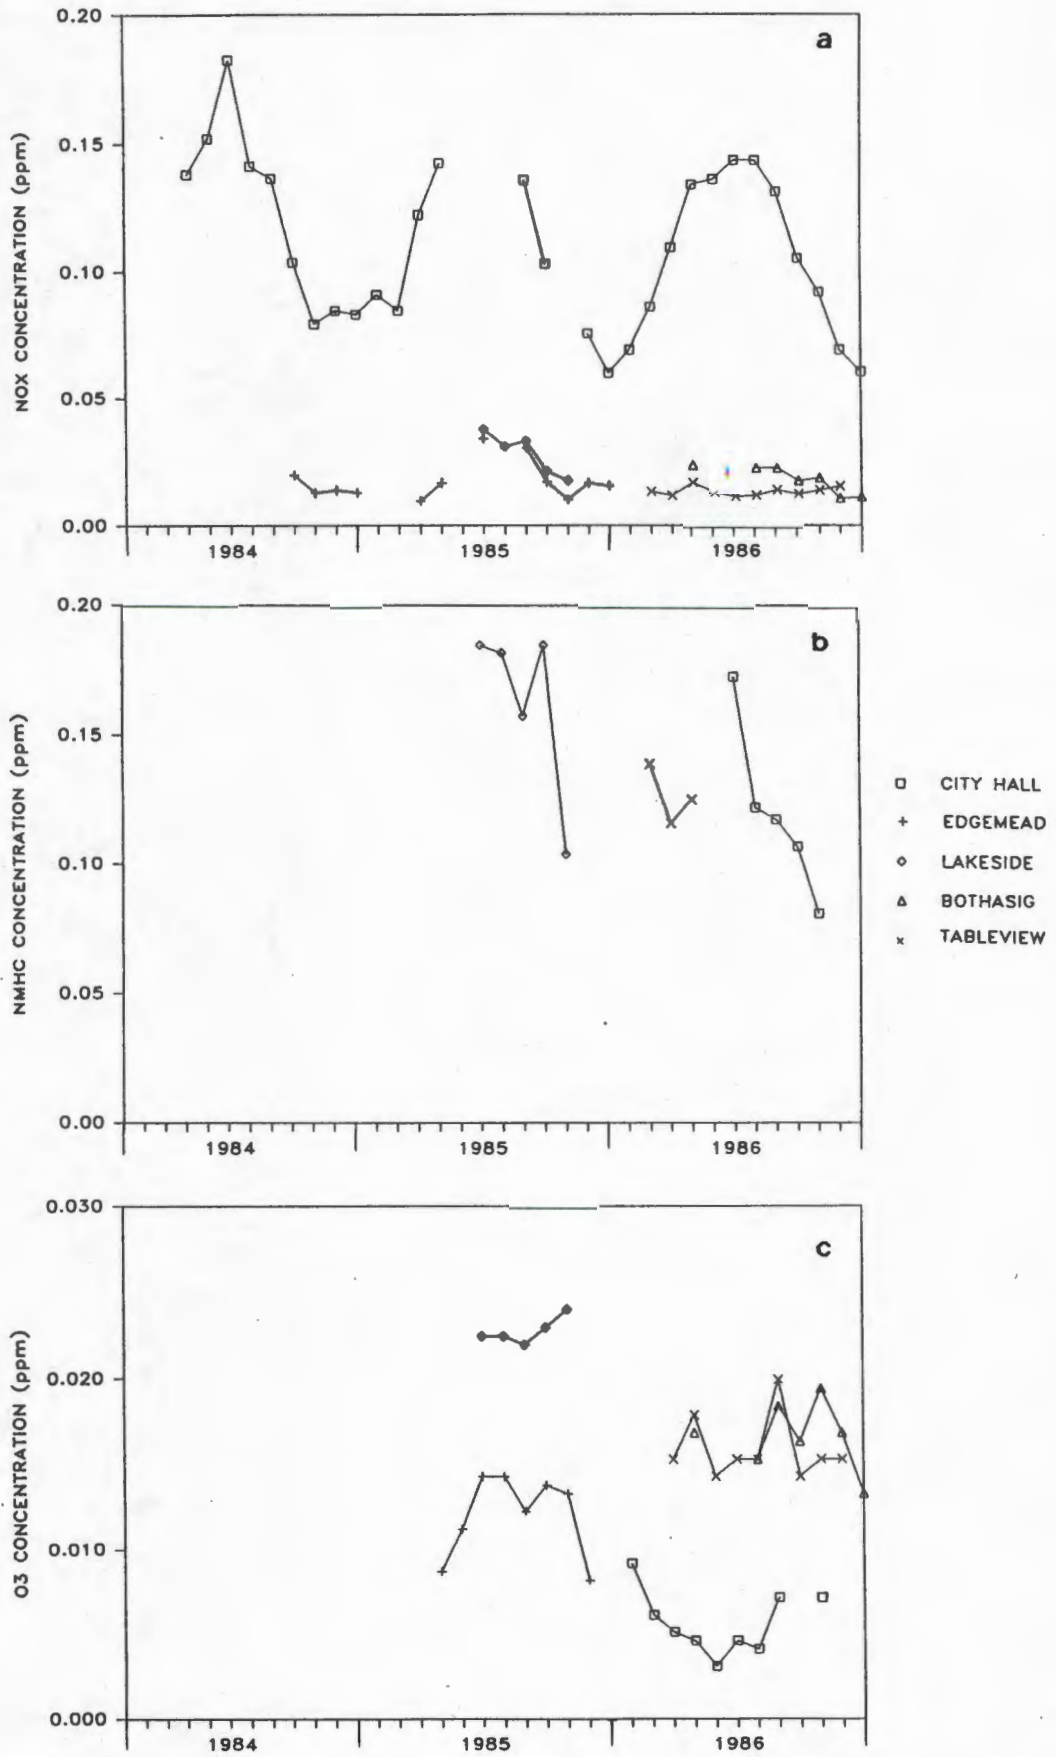 0.20
a
0.15
0.10
0.05
0.00
NOX CONCENTRATION (ppm)
1984
1985
1986
0.20
b
0.15
0.10
0.05
0.00
NMHC CONCENTRATION (ppm)
1984
1985
1986
CITY HALL
EDGEMEAD
LAKESIDE
BOTHASIG
TABLEVIEW
0.030
c
0.020
0.010
0.000
O3 CONCENTRATION (ppm)
1984
1985
1986